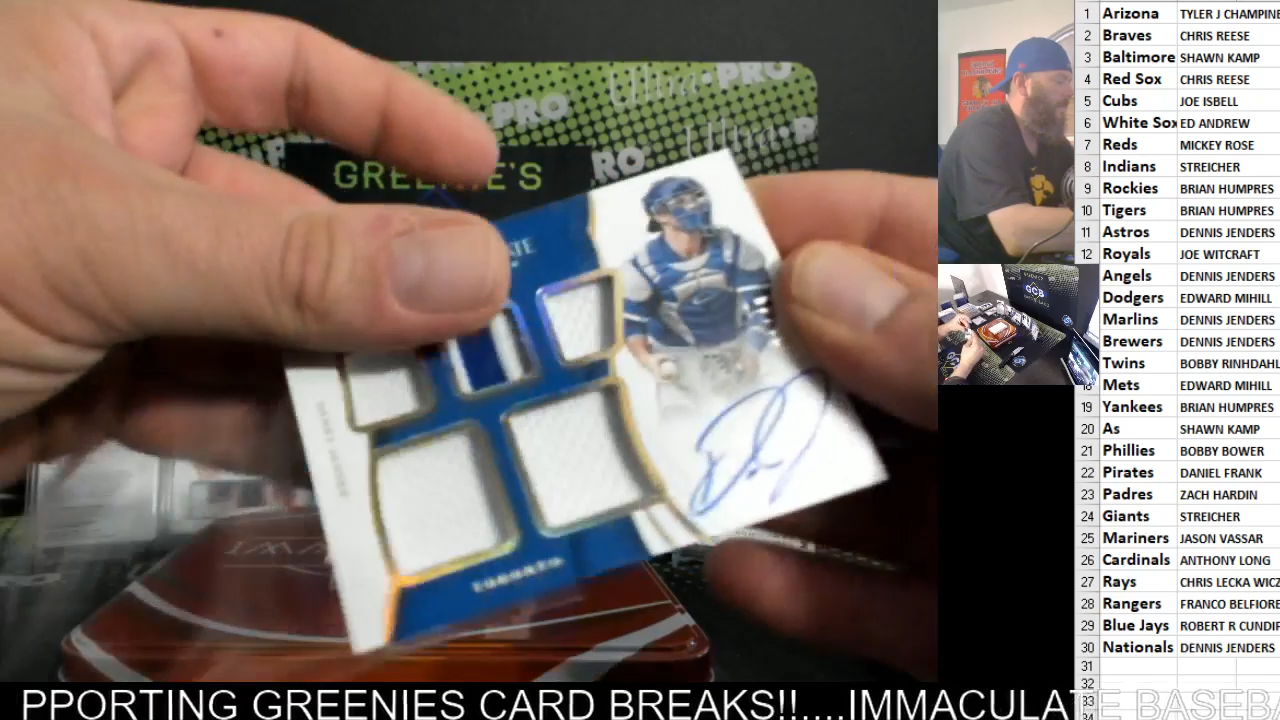 Ultra·PRO
PRO
Ultra·P
GREENIE'S
PRO
TORONTO
GCB
1 Arizona TYLER J CHAMPINE
2 Braves CHRIS REESE
3 Baltimore SHAWN KAMP
4 Red Sox CHRIS REESE
5 Cubs JOE ISBELL
6 White Sox ED ANDREW
7 Reds MICKEY ROSE
8 Indians STREICHER
9 Rockies BRIAN HUMPRES
10 Tigers BRIAN HUMPRES
11 Astros DENNIS JENDERS
12 Royals JOE WITCRAFT
Angels DENNIS JENDERS
Dodgers EDWARD MIHILL
Marlins DENNIS JENDERS
Brewers DENNIS JENDERS
Twins BOBBY RINHDAHL
18 Mets EDWARD MIHILL
19 Yankees BRIAN HUMPRES
20 As SHAWN KAMP
21 Phillies BOBBY BOWER
22 Pirates DANIEL FRANK
23 Padres ZACH HARDIN
24 Giants STREICHER
25 Mariners JASON VASSAR
26 Cardinals ANTHONY LONG
27 Rays CHRIS LECKA WICZ
28 Rangers FRANCO BELFIORE
29 Blue Jays ROBERT R CUNDIF
30 Nationals DENNIS JENDERS
31
32
PPORTING GREENIES CARD BREAKS!!....IMMACULATE BASEBA